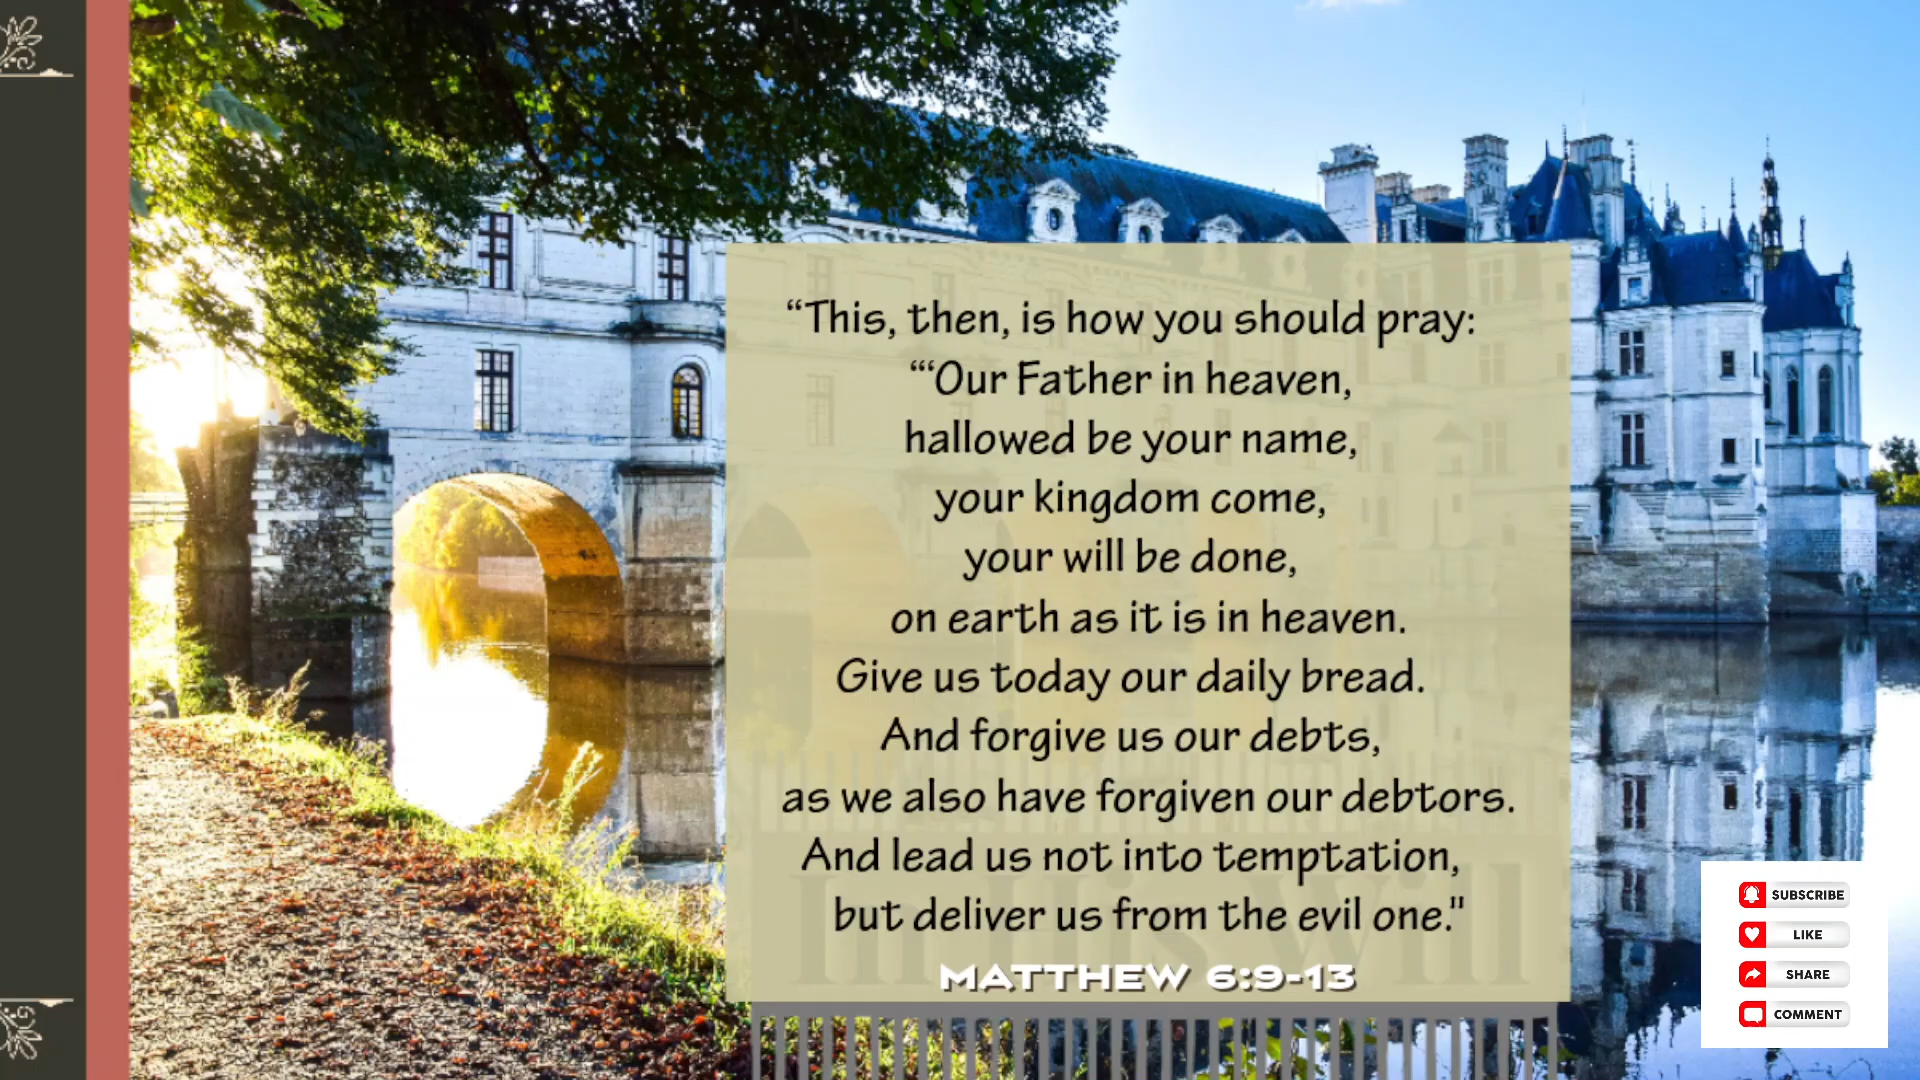 “This, then, is how you should pray:
“‘Our Father in heaven,
hallowed be your name,
your kingdom come,
your will be done,
on earth as it is in heaven.
Give us today our daily bread.
And forgive us our debts,
as we also have forgiven our debtors.
And lead us not into temptation,
but deliver us from the evil one."
In His Will
MATTHEW 6:9-13
SUBSCRIBE
LIKE
SHARE
COMMENT